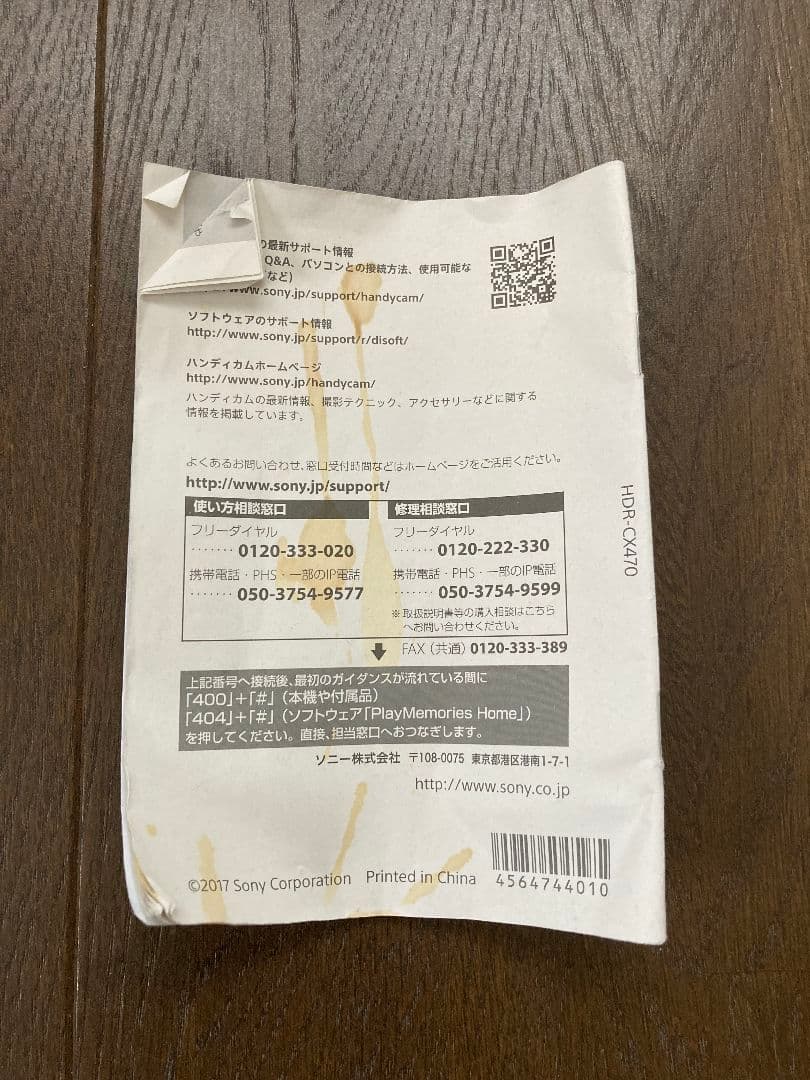 の最新サポート情報
Q&A、パソコンとの接続方法、使用可能な
など)
www.sony.jp/support/handycam/
ソフトウェアのサポート情報
http://www.sony.jp/support/r/disoft/
ハンディカムホームページ
http://www.sony.jp/handycam/
ハンディカムの最新情報、撮影テクニック、アクセサリーなどに関する
情報を掲載しています。
よくあるお問い合わせ、窓口受付時間などはホームページをご活用ください。
http://www.sony.jp/support/
使い方相談窓口
フリーダイヤル
‥‥‥‥ 0120-333-020
携帯電話・PHS・一部のIP電話
‥‥‥‥ 050-3754-9577
修理相談窓口
フリーダイヤル
‥‥‥‥ 0120-222-330
携帯電話・PHS・一部のIP電話
‥‥‥‥ 050-3754-9599
※取扱説明書等の購入相談はこちら
へお問い合わせください。
FAX（共通）0120-333-389
上記番号へ接続後、最初のガイダンスが流れている間に
「400」＋「#」（本機や付属品）
「404」＋「#」（ソフトウェア「PlayMemories Home」）
を押してください。直接、担当窓口へおつなぎします。
ソニー株式会社 〒108-0075 東京都港区港南1-7-1
http://www.sony.co.jp
©2017 Sony Corporation Printed in China
4564744010
HDR-CX470